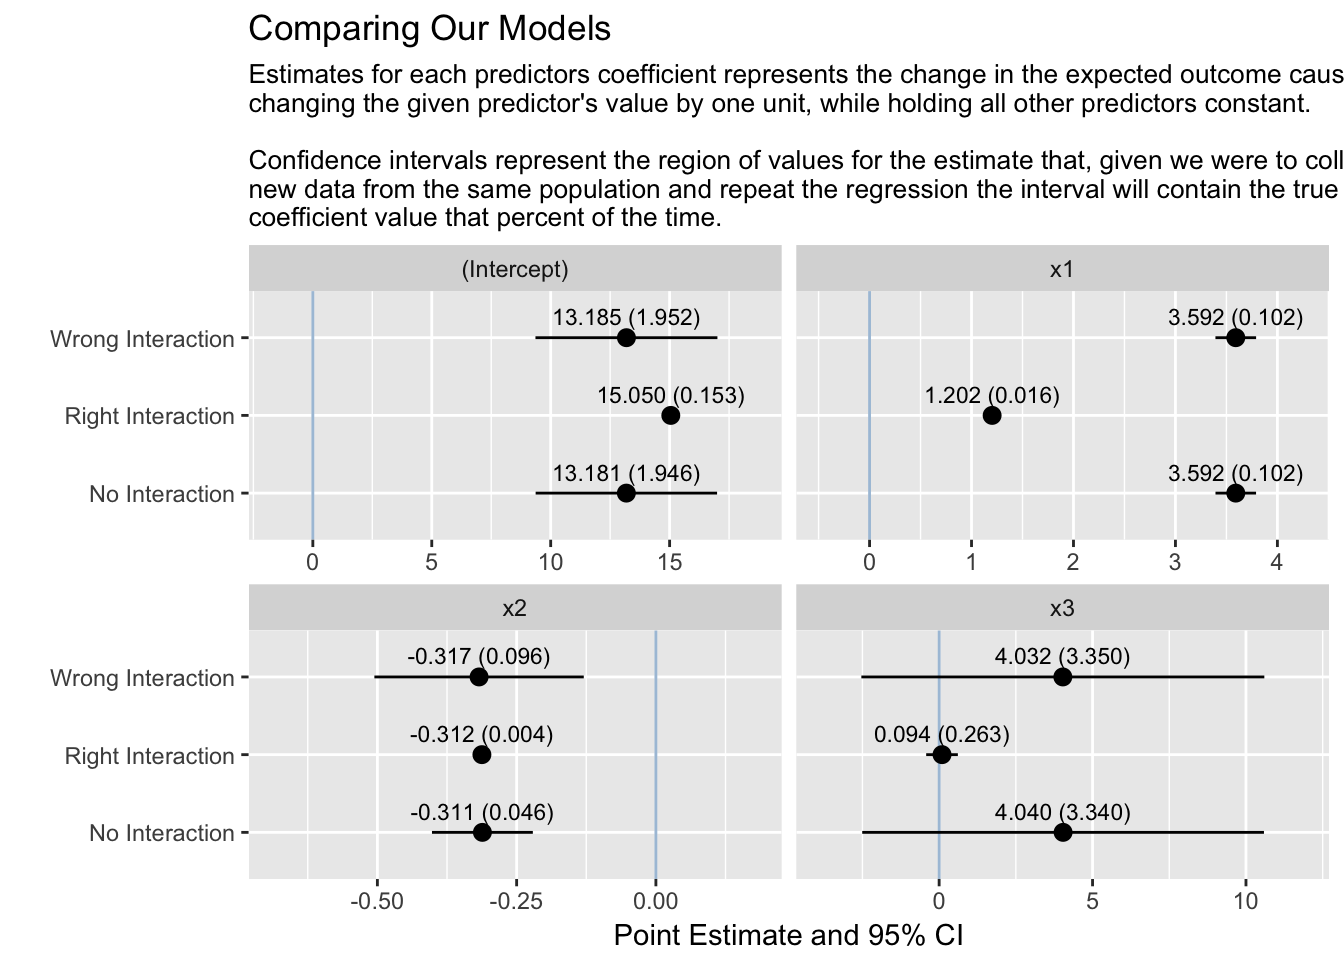 Comparing Our Models
Estimates for each predictors coefficient represents the change in the expected outcome caus
changing the given predictor's value by one unit, while holding all other predictors constant.
Confidence intervals represent the region of values for the estimate that, given we were to coll
new data from the same population and repeat the regression the interval will contain the true
coefficient value that percent of the time.
(Intercept) x1
Wrong Interaction 13.185 (1.952) 3.592 (0.102)
Right Interaction 15.050 (0.153) 1.202 (0.016)
No Interaction 13.181 (1.946) 3.592 (0.102)
0 5 10 15 0 1 2 3 4
x2 x3
Wrong Interaction -0.317 (0.096) 4.032 (3.350)
Right Interaction -0.312 (0.004) 0.094 (0.263)
No Interaction -0.311 (0.046) 4.040 (3.340)
-0.50 -0.25 0.00 0 5 10
Point Estimate and 95% CI